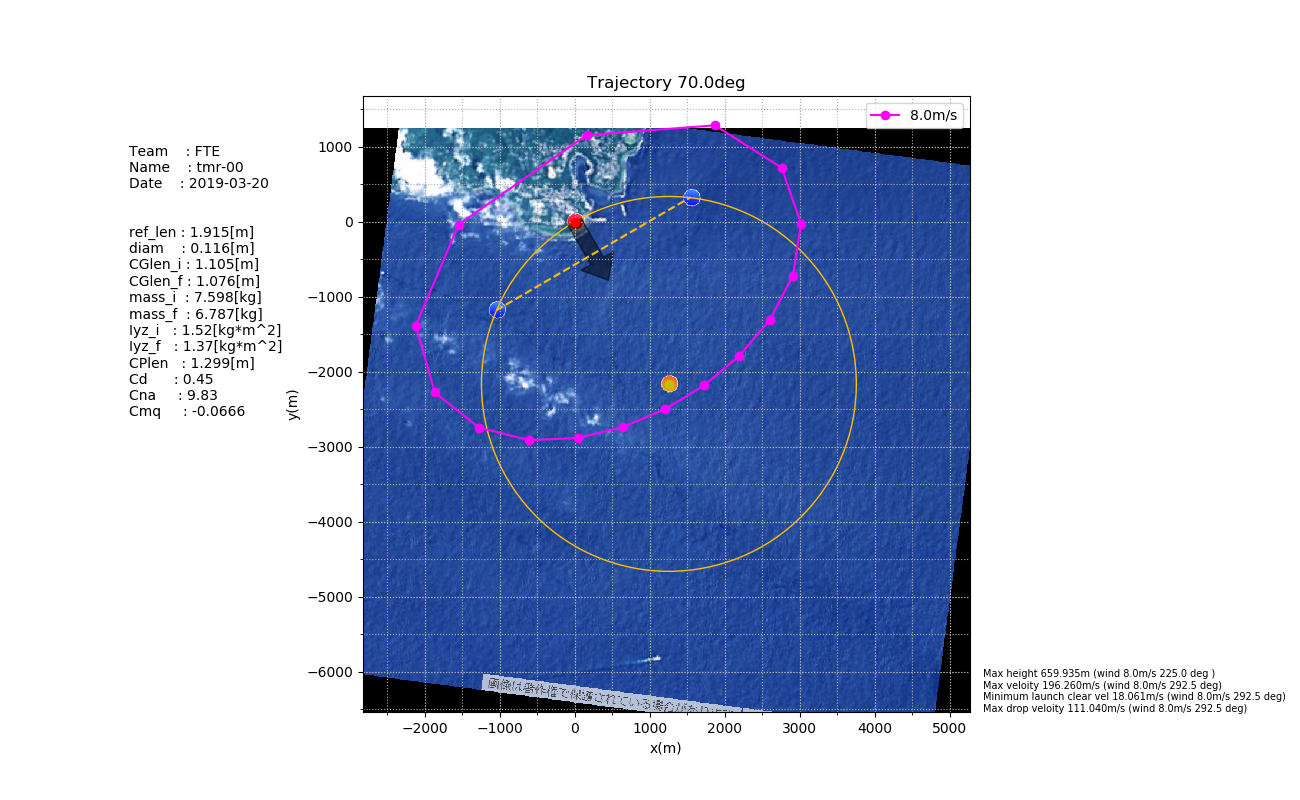 Trajectory 70.0deg
8.0m/s
Team : FTE
Name : tmr-00
Date : 2019-03-20
ref_len : 1.915[m]
diam : 0.116[m]
CGlen_i : 1.105[m]
CGlen_f : 1.076[m]
mass_i : 7.598[kg]
mass_f : 6.787[kg]
Iyz_i : 1.52[kg*m^2]
Iyz_f : 1.37[kg*m^2]
CPlen : 1.299[m]
Cd : 0.45
Cna : 9.83
Cmq : -0.0666
y(m)
1000
0
−1000
−2000
−3000
−4000
−5000
−6000
画像は著作権で保護されている場合があり
−2000 −1000 0 1000 2000 3000 4000 5000
x(m)
Max height 659.935m (wind 8.0m/s 225.0 deg )
Max veloity 196.260m/s (wind 8.0m/s 292.5 deg)
Minimum launch clear vel 18.061m/s (wind 8.0m/s 292.5 deg)
Max drop veloity 111.040m/s (wind 8.0m/s 292.5 deg)